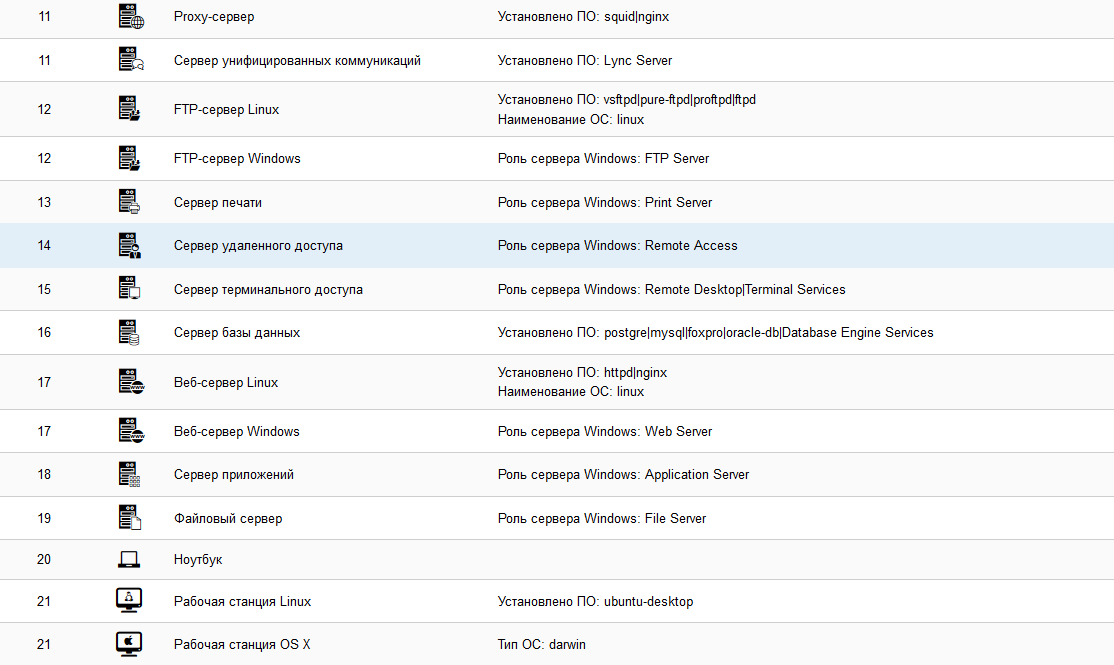 11 Proxy-сервер Установлено ПО: squid|nginx
11 Сервер унифицированных коммуникаций Установлено ПО: Lync Server
12 FTP-сервер Linux Установлено ПО: vsftpd|pure-ftpd|proftpd|ftpd
Наименование ОС: linux
12 FTP-сервер Windows Роль сервера Windows: FTP Server
13 Сервер печати Роль сервера Windows: Print Server
14 Сервер удаленного доступа Роль сервера Windows: Remote Access
15 Сервер терминального доступа Роль сервера Windows: Remote Desktop|Terminal Services
16 Сервер базы данных Установлено ПО: postgre|mysql|foxpro|oracle-db|Database Engine Services
17 Веб-сервер Linux Установлено ПО: httpd|nginx
Наименование ОС: linux
17 Веб-сервер Windows Роль сервера Windows: Web Server
18 Сервер приложений Роль сервера Windows: Application Server
19 Файловый сервер Роль сервера Windows: File Server
20 Ноутбук
21 Рабочая станция Linux Установлено ПО: ubuntu-desktop
21 Рабочая станция OS X Тип ОС: darwin